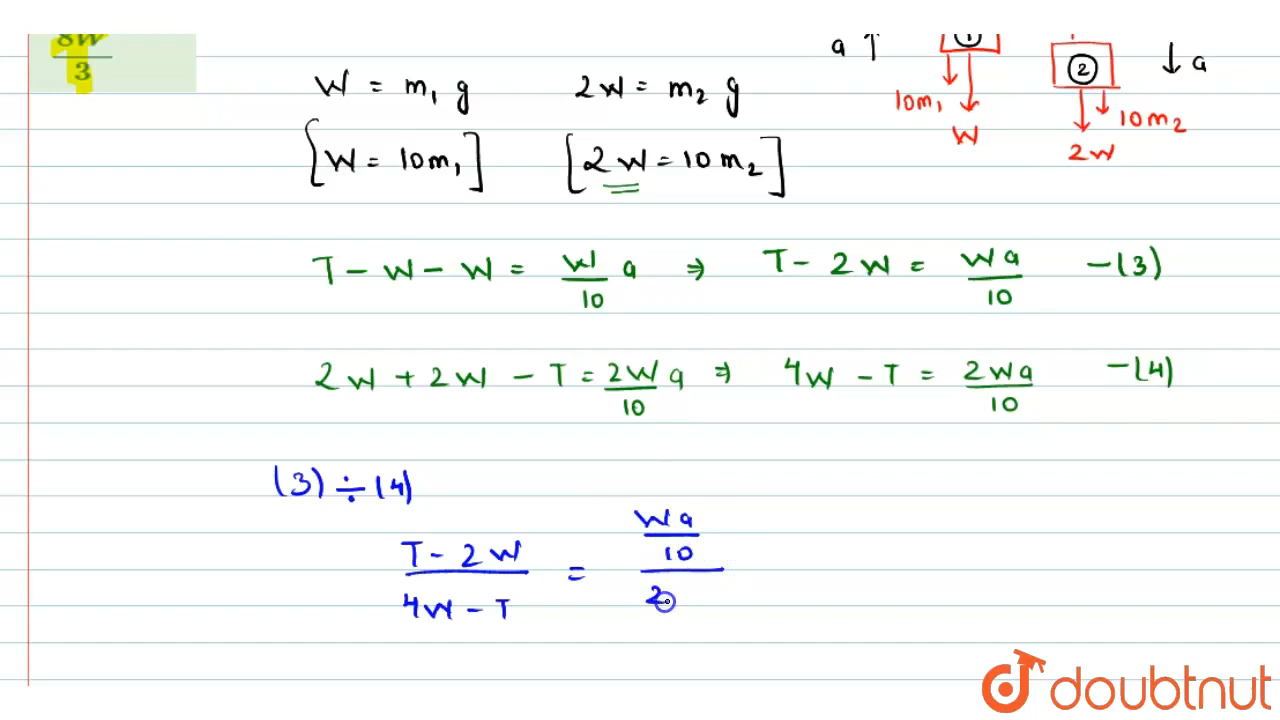 8W
3
a ↑
①
②
↓ a
10m₁
W
10m₂
2W
W = m₁ g
2W = m₂ g
[W = 10m₁]
[2W = 10m₂]
T - W - W = W/10 a ⇒ T - 2W = Wa/10 -(3)
2W + 2W - T = 2W/10 a ⇒ 4W - T = 2Wa/10 -(4)
(3) ÷ (4)
T - 2W / 4W - T = Wa/10 / 2
doubtnut